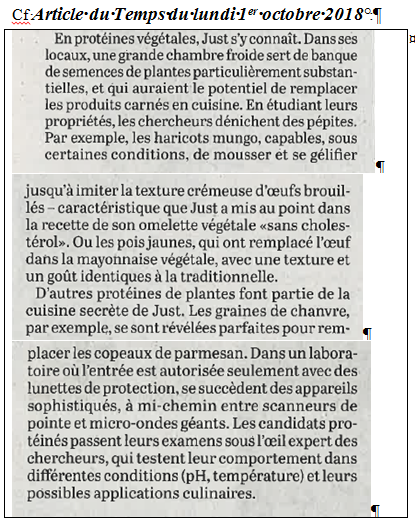 Cf·Article·du·Temps·du·lundi·1er·octobre·2018°·¶
En protéines végétales, Just s'y connaît. Dans ses
locaux, une grande chambre froide sert de banque
de semences de plantes particulièrement substan-
tielles, et qui auraient le potentiel de remplacer
les produits carnés en cuisine. En étudiant leurs
propriétés, les chercheurs dénichent des pépites.
Par exemple, les haricots mungo, capables, sous
certaines conditions, de mousser et se gélifier
¶
jusqu'à imiter la texture crémeuse d'œufs brouil-
lés – caractéristique que Just a mis au point dans
la recette de son omelette végétale «sans choles-
térol». Ou les pois jaunes, qui ont remplacé l'œuf
dans la mayonnaise végétale, avec une texture et
un goût identiques à la traditionnelle.
D'autres protéines de plantes font partie de la
cuisine secrète de Just. Les graines de chanvre,
par exemple, se sont révélées parfaites pour rem-
¶
placer les copeaux de parmesan. Dans un labora-
toire où l'entrée est autorisée seulement avec des
lunettes de protection, se succèdent des appareils
sophistiqués, à mi-chemin entre scanneurs de
pointe et micro-ondes géants. Les candidats pro-
téinés passent leurs examens sous l'œil expert des
chercheurs, qui testent leur comportement dans
différentes conditions (pH, température) et leurs
possibles applications culinaires.
¶